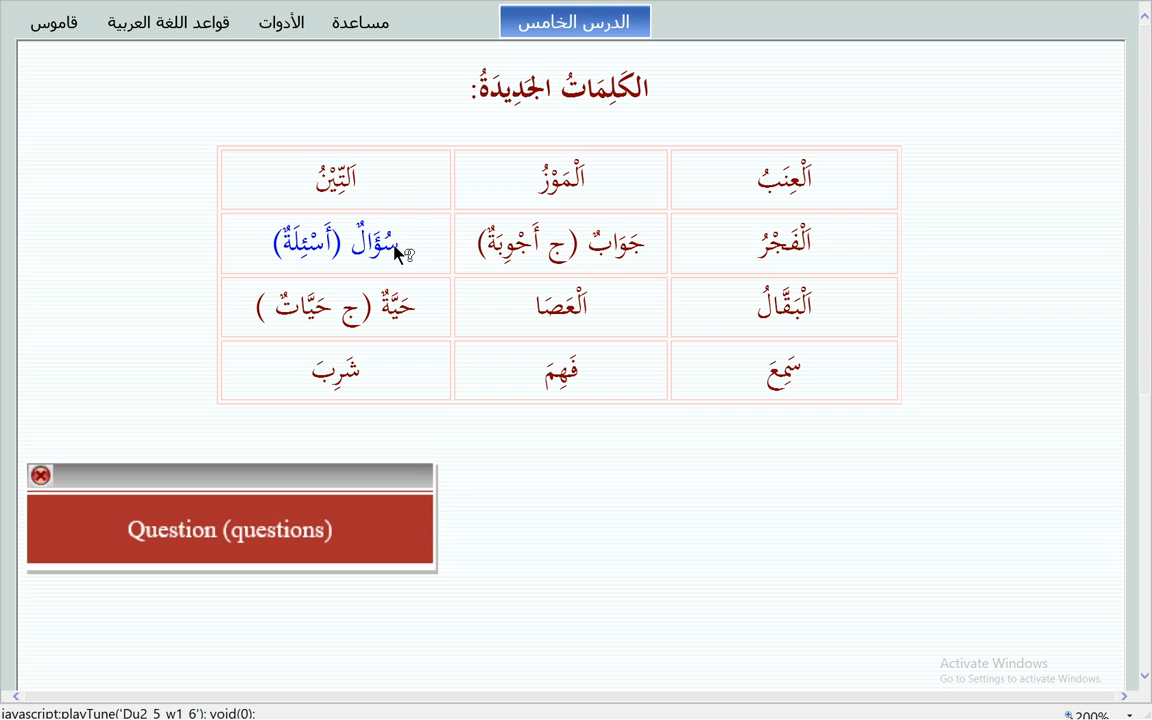 الدرس الخامس
مساعدة الأدوات قواعد اللغة العربية قاموس
الكَلِمَاتُ الجَدِيدَةُ:
اَلْعِنَبُ اَلْمَوْزُ اَلتِّيْنُ
اَلْفَجْرُ جَوَابٌ (ج أَجْوِبَةٌ) سُؤَالٌ (أَسْئِلَةٌ)
اَلْبَقَّالُ اَلْعَصَا حَيَّةٌ (ج حَيَّاتٌ )
سَمِعَ فَهِمَ شَرِبَ
Question (questions)
Activate Windows
Go to Settings to activate Windows.
javascript:playTune('Du2_5_w1_6'); void(0);
200%